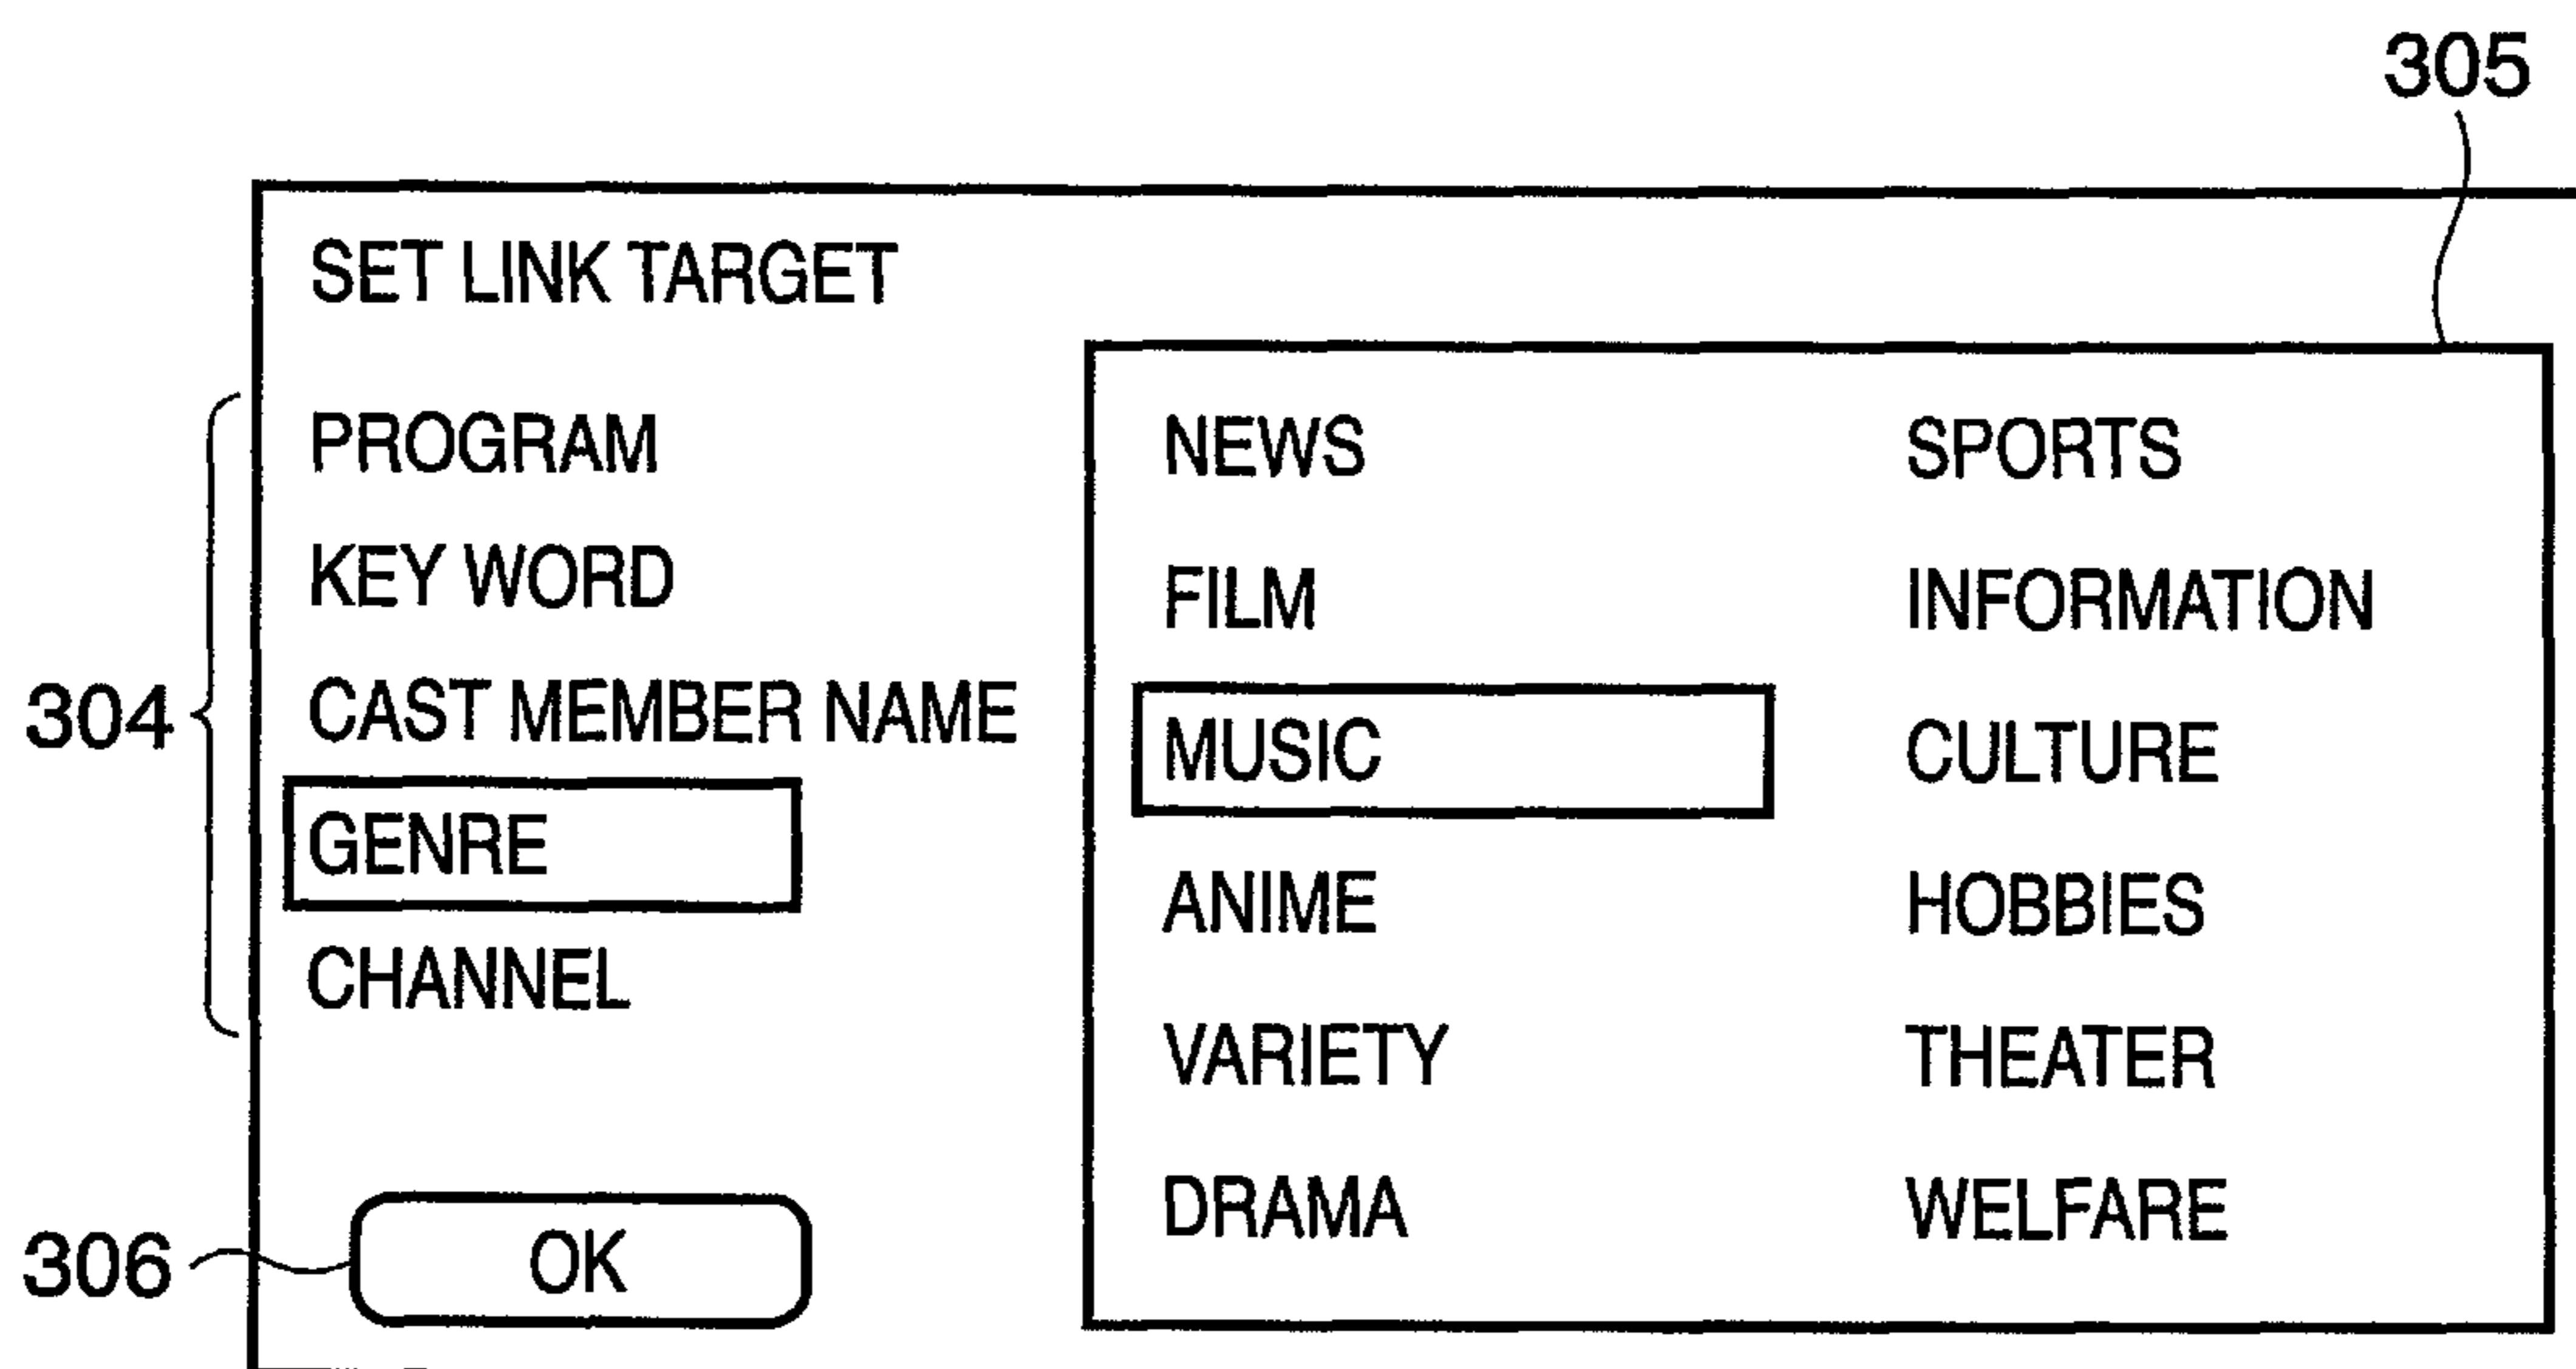 305
SET LINK TARGET
PROGRAM
KEY WORD
CAST MEMBER NAME
GENRE
CHANNEL
304
306
OK
NEWS
FILM
MUSIC
ANIME
VARIETY
DRAMA
SPORTS
INFORMATION
CULTURE
HOBBIES
THEATER
WELFARE